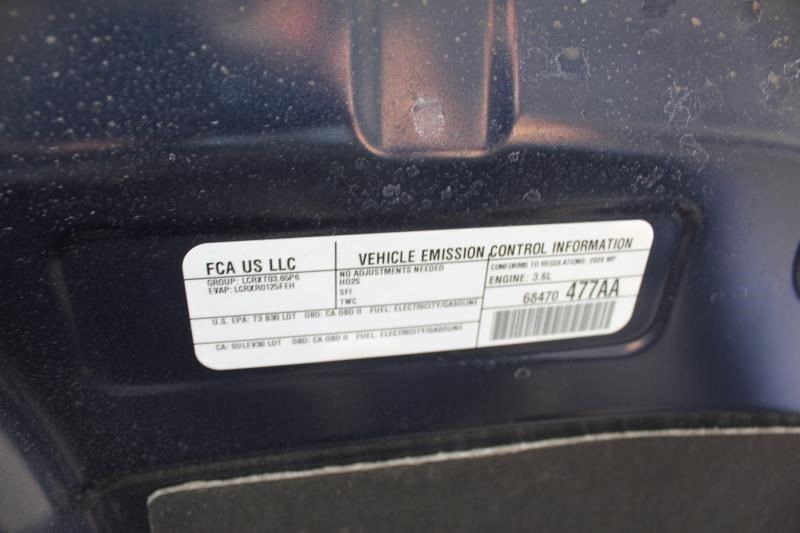 FCA US LLC
GROUP: LCRXT03.65P6
EVAP: LCRXR0125FEH
VEHICLE EMISSION CONTROL INFORMATION
NO ADJUSTMENTS NEEDED
HO2S
SFI
TWC
CONFORMS TO REGULATIONS: 2020 MY
ENGINE: 3.6L
68470 477AA
U.S. EPA: T3 B30 LDT OBD: CA OBD II FUEL: ELECTRICITY/GASOLINE
CA: SULEV30 LDT OBD: CA OBD II FUEL: ELECTRICITY/GASOLINE